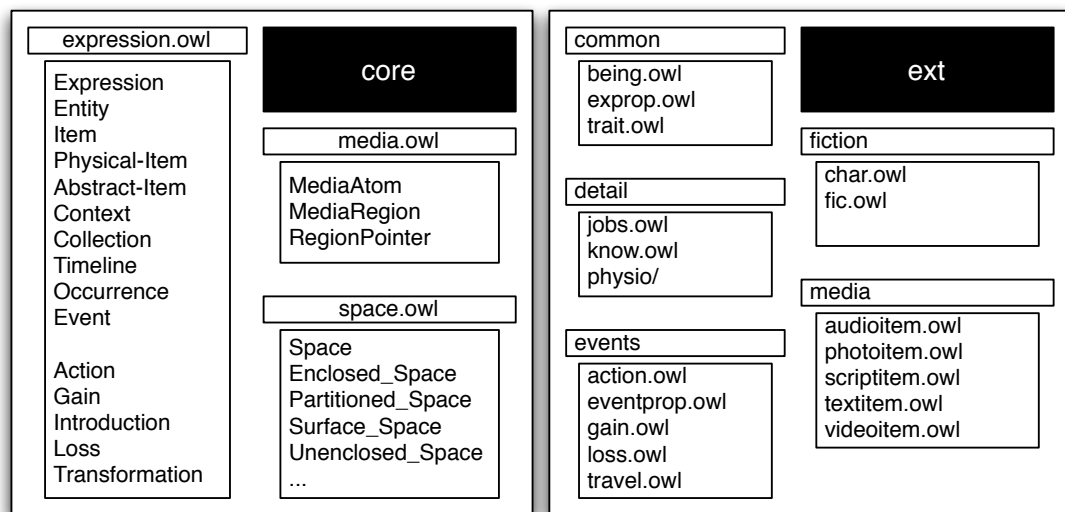 expression.owl
Expression
Entity
Item
Physical-Item
Abstract-Item
Context
Collection
Timeline
Occurrence
Event
Action
Gain
Introduction
Loss
Transformation
core
media.owl
MediaAtom
MediaRegion
RegionPointer
space.owl
Space
Enclosed_Space
Partitioned_Space
Surface_Space
Unenclosed_Space
...
common
being.owl
exprop.owl
trait.owl
detail
jobs.owl
know.owl
physio/
events
action.owl
eventprop.owl
gain.owl
loss.owl
travel.owl
ext
fiction
char.owl
fic.owl
media
audioitem.owl
photoitem.owl
scriptitem.owl
textitem.owl
videoitem.owl